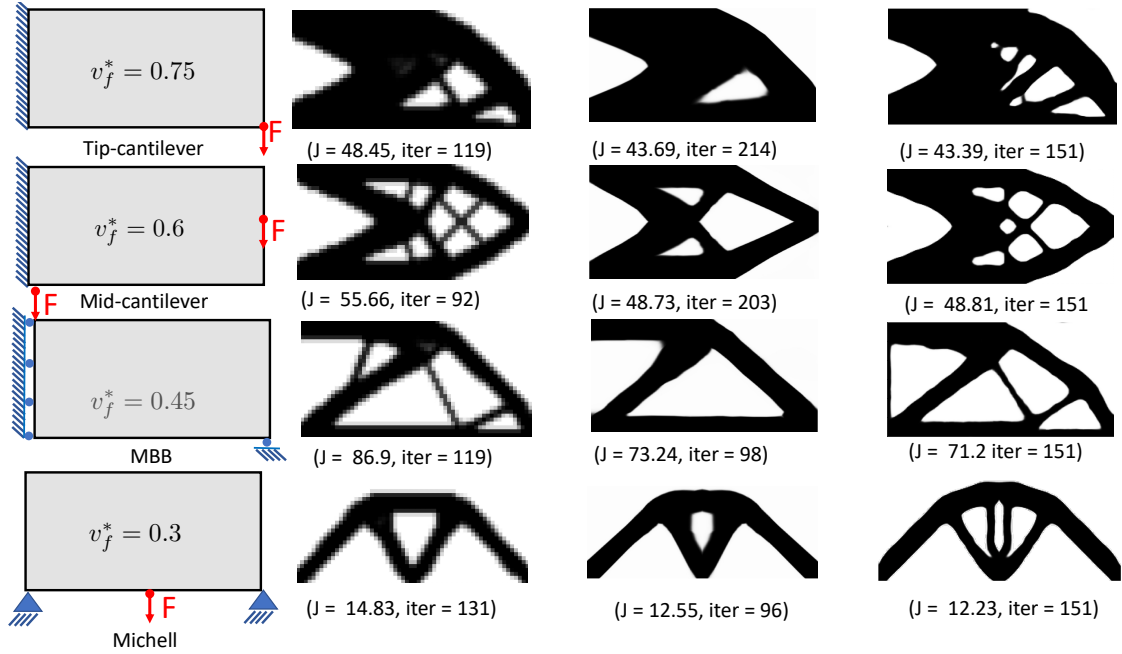 v_f^* = 0.75
F
Tip-cantilever
(J = 48.45, iter = 119)
(J = 43.69, iter = 214)
(J = 43.39, iter = 151)
v_f^* = 0.6
F
Mid-cantilever
(J = 55.66, iter = 92)
(J = 48.73, iter = 203)
(J = 48.81, iter = 151
F
v_f^* = 0.45
MBB
(J = 86.9, iter = 119)
(J = 73.24, iter = 98)
(J = 71.2 iter = 151)
v_f^* = 0.3
F
Michell
(J = 14.83, iter = 131)
(J = 12.55, iter = 96)
(J = 12.23, iter = 151)